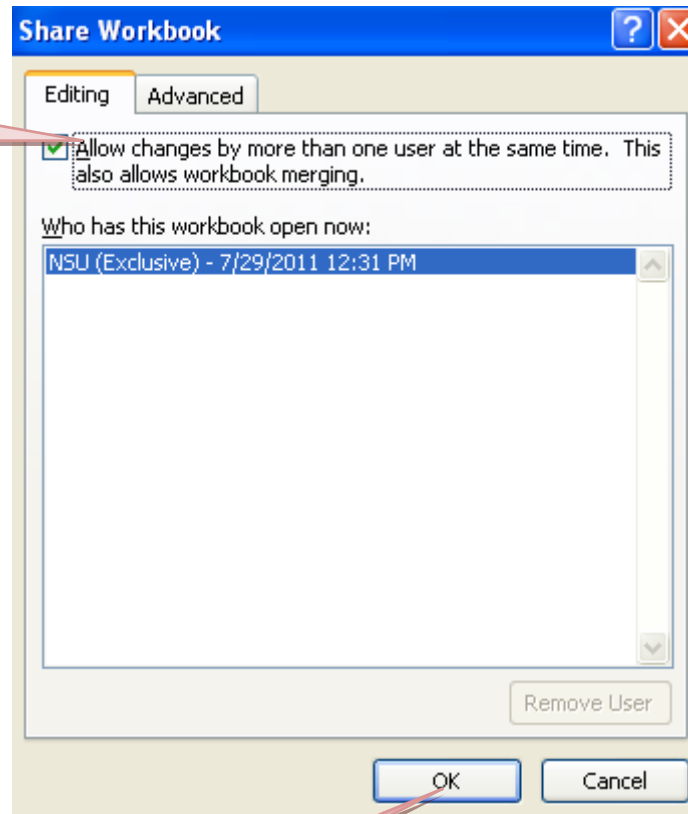 Share Workbook
Editing
Advanced
Allow changes by more than one user at the same time. This
also allows workbook merging.
Who has this workbook open now:
NSU (Exclusive) - 7/29/2011 12:31 PM
Remove User
OK
Cancel